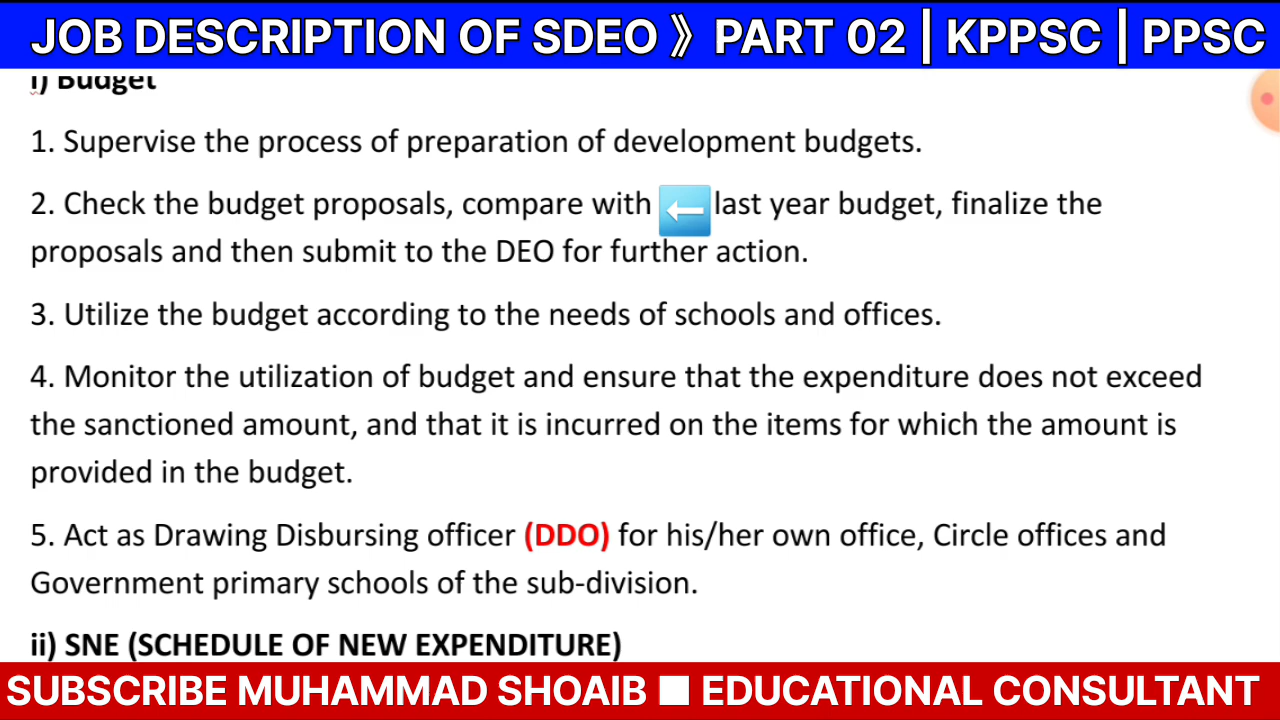 JOB DESCRIPTION OF SDEO 》PART 02 | KPPSC | PPSC
i) Budget
1. Supervise the process of preparation of development budgets.
2. Check the budget proposals, compare with ⬅ last year budget, finalize the
proposals and then submit to the DEO for further action.
3. Utilize the budget according to the needs of schools and offices.
4. Monitor the utilization of budget and ensure that the expenditure does not exceed
the sanctioned amount, and that it is incurred on the items for which the amount is
provided in the budget.
5. Act as Drawing Disbursing officer (DDO) for his/her own office, Circle offices and
Government primary schools of the sub-division.
ii) SNE (SCHEDULE OF NEW EXPENDITURE)
SUBSCRIBE MUHAMMAD SHOAIB ■ EDUCATIONAL CONSULTANT